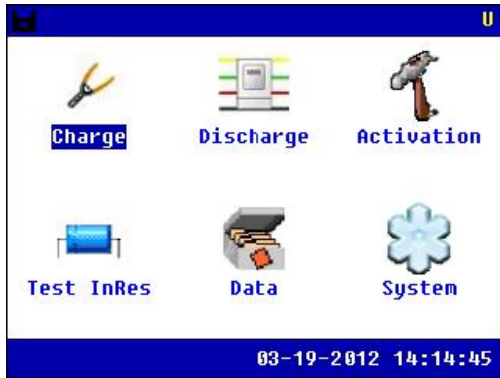 U
Charge Discharge Activation
Test InRes Data System
03-19-2012 14:14:45